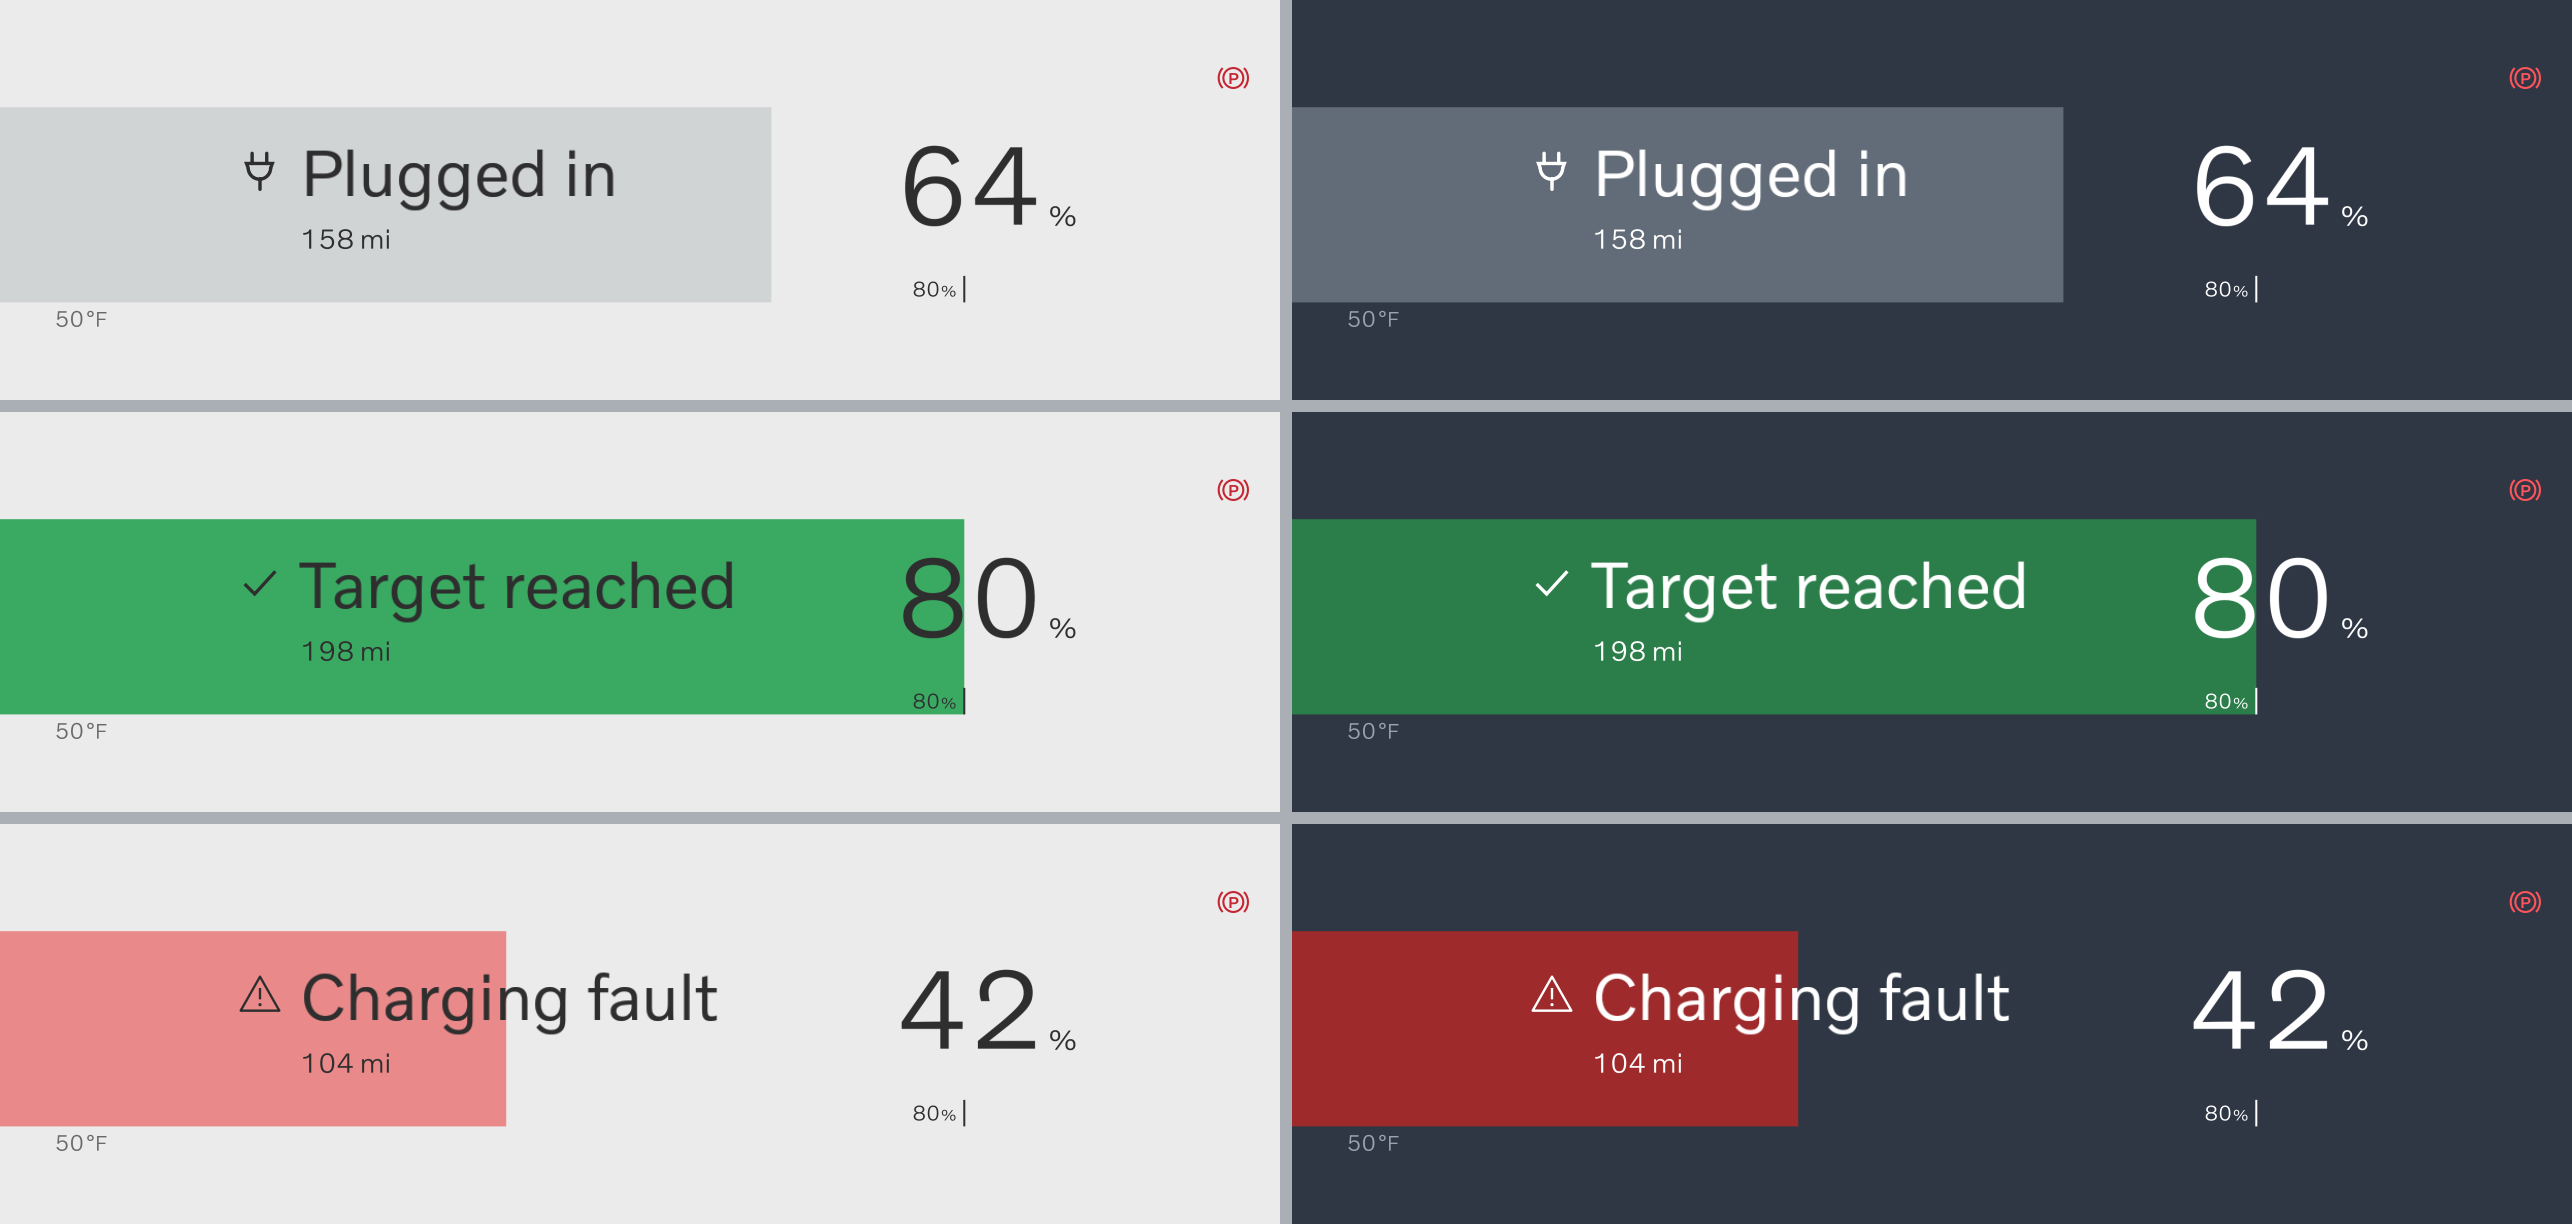 (P)
Plugged in
64 %
158 mi
80%
50°F
(P)
Plugged in
64 %
158 mi
80%
50°F
(P)
Target reached
80 %
198 mi
80%
50°F
(P)
Target reached
80 %
198 mi
80%
50°F
(P)
Charging fault
42 %
104 mi
80%
50°F
(P)
Charging fault
42 %
104 mi
80%
50°F